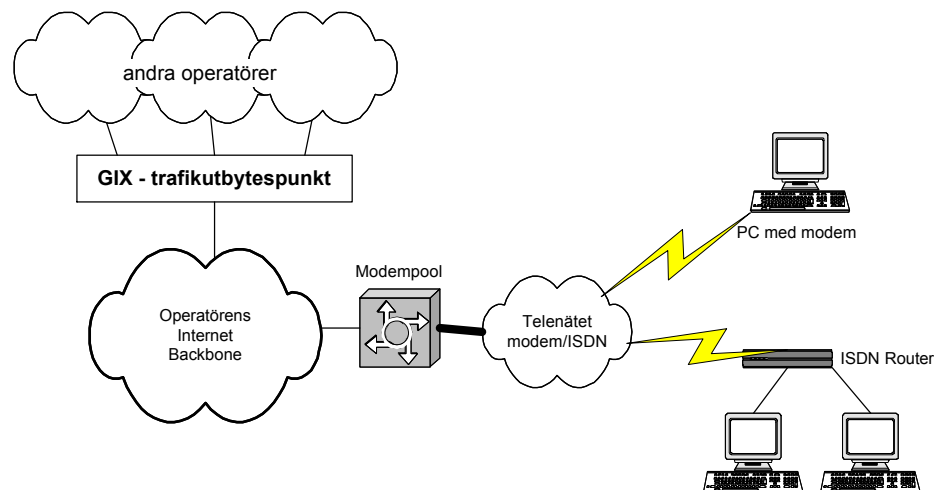 andra operatörer
GIX - trafikutbytespunkt
PC med modem
Modempool
Operatörens
Internet
Backbone
Telenätet
modem/ISDN
ISDN Router